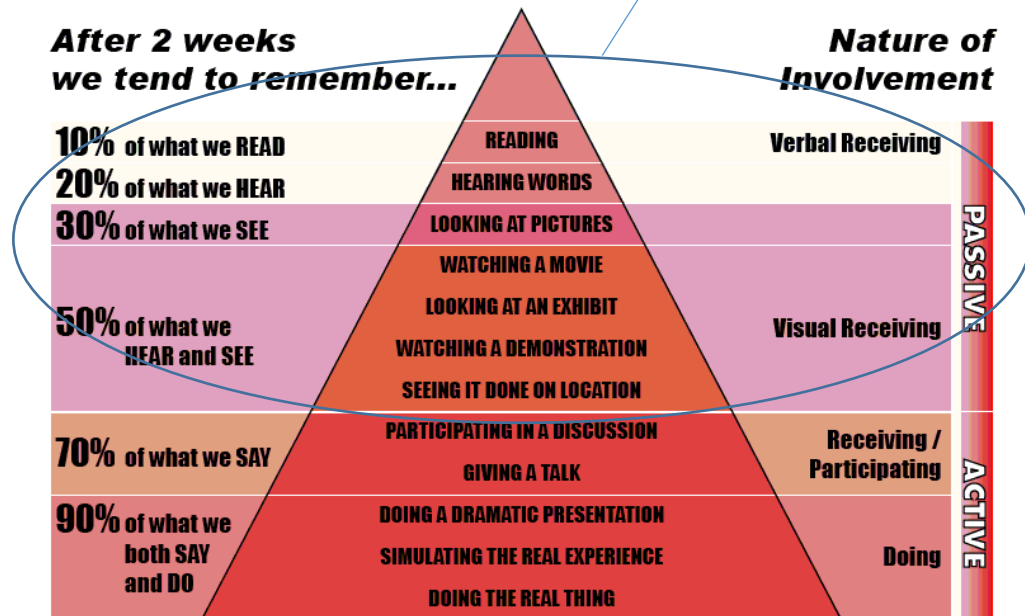 After 2 weeks
we tend to remember...
Nature of
Involvement
10% of what we READ
READING
Verbal Receiving
20% of what we HEAR
HEARING WORDS
30% of what we SEE
LOOKING AT PICTURES
WATCHING A MOVIE
LOOKING AT AN EXHIBIT
50% of what we
HEAR and SEE
Visual Receiving
WATCHING A DEMONSTRATION
SEEING IT DONE ON LOCATION
PASSIVE
PARTICIPATING IN A DISCUSSION
70% of what we SAY
Receiving /
Participating
GIVING A TALK
DOING A DRAMATIC PRESENTATION
90% of what we
both SAY
and DO
SIMULATING THE REAL EXPERIENCE
Doing
DOING THE REAL THING
ACTIVE